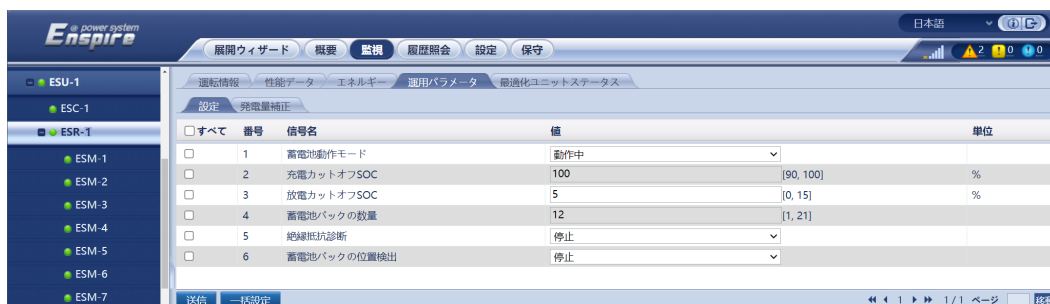 @ power system
Enspire
日本語
展開ウィザード 概要 監視 履歴照会 設定 保守
2 0 0
運転情報 性能データ エネルギー 運用パラメータ 最適化ユニットステータス
設定 発電量補正
ESU-1
ESC-1
ESR-1
ESM-1
ESM-2
ESM-3
ESM-4
ESM-5
ESM-6
ESM-7
すべて 番号 信号名 値 単位
1 蓄電池動作モード 動作中
2 充電カットオフSOC 100 [90, 100] %
3 放電カットオフSOC 5 [0, 15] %
4 蓄電池パックの数量 12 [1, 21]
5 絶縁抵抗診断 停止
6 蓄電池パックの位置検出 停止
送信 一括設定 1 1/1 ページ